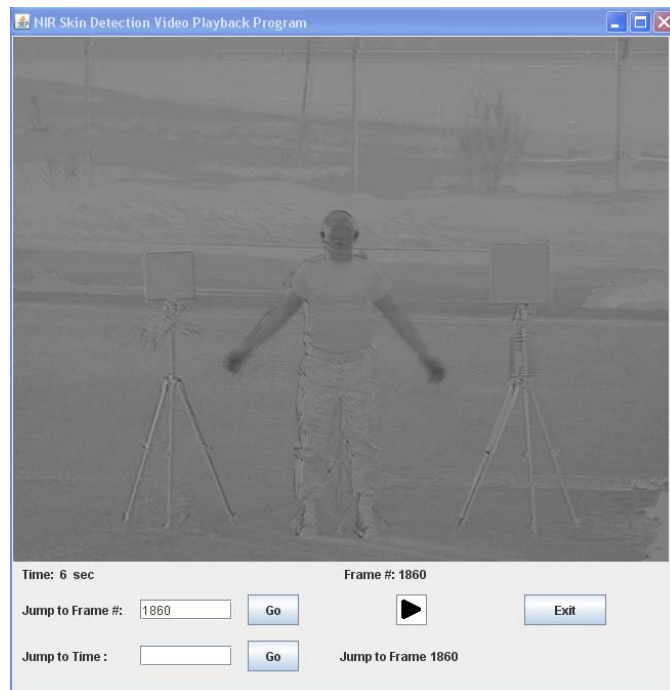 NIR Skin Detection Video Playback Program
Time: 6 sec
Frame #: 1860
Jump to Frame #:
1860
Go
Exit
Jump to Time :
Go
Jump to Frame 1860